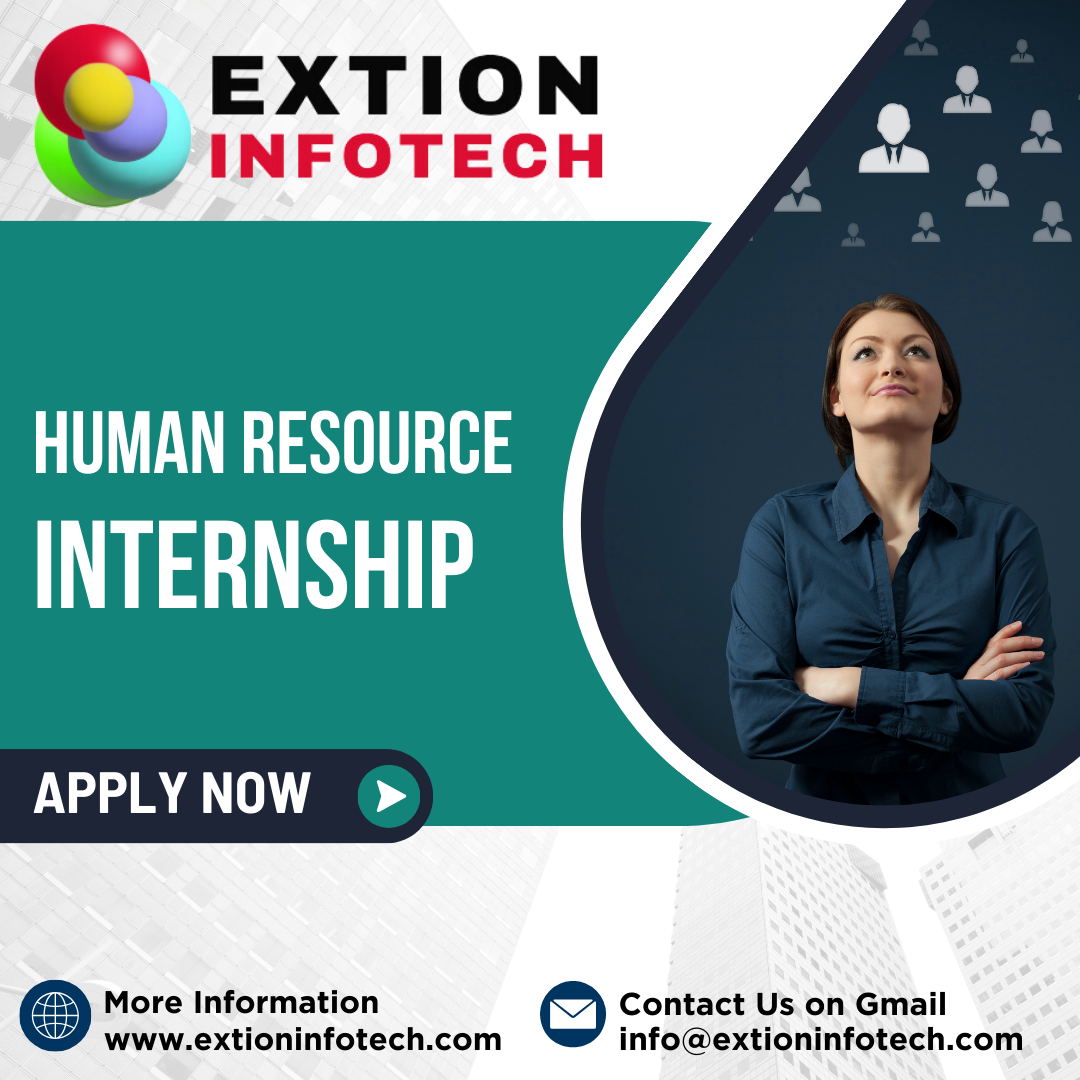 EXTION
INFOTECH
HUMAN RESOURCE
INTERNSHIP
APPLY NOW
More Information
www.extioninfotech.com
Contact Us on Gmail
info@extioninfotech.com